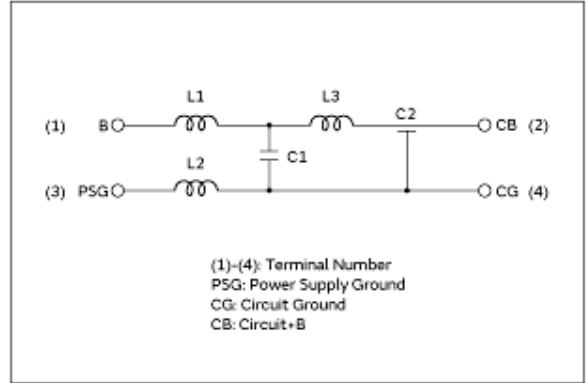 L1
L3
C2
(1) B
CB (2)
C1
L2
(3) PSG
CG (4)
(1)-(4): Terminal Number
PSG: Power Supply Ground
CG: Circuit Ground
CB: Circuit+B